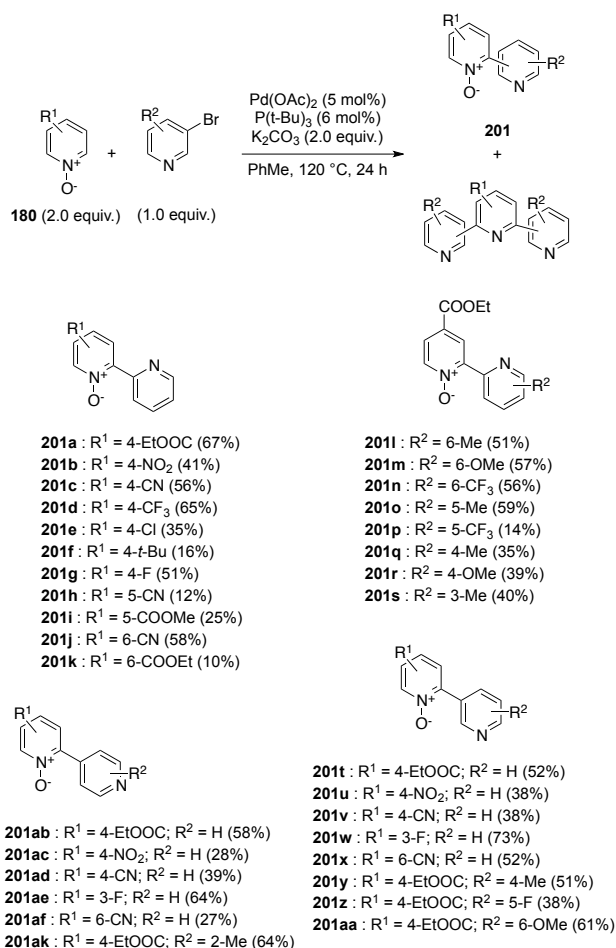 R¹
N⁺
O⁻
180 (2.0 equiv.)
+
R²
Br
N
(1.0 equiv.)
Pd(OAc)₂ (5 mol%)
P(t-Bu)₃ (6 mol%)
K₂CO₃ (2.0 equiv.)
PhMe, 120 °C, 24 h
R¹
R²
N⁺
N
O⁻
201
+
R¹
R²
R²
N
N
N
R¹
N
N⁺
O⁻
201a : R¹ = 4-EtOOC (67%)
201b : R¹ = 4-NO₂ (41%)
201c : R¹ = 4-CN (56%)
201d : R¹ = 4-CF₃ (65%)
201e : R¹ = 4-Cl (35%)
201f : R¹ = 4-t-Bu (16%)
201g : R¹ = 4-F (51%)
201h : R¹ = 5-CN (12%)
201i : R¹ = 5-COOMe (25%)
201j : R¹ = 6-CN (58%)
201k : R¹ = 6-COOEt (10%)
COOEt
N
N⁺
O⁻
R²
201l : R² = 6-Me (51%)
201m : R² = 6-OMe (57%)
201n : R² = 6-CF₃ (56%)
201o : R² = 5-Me (59%)
201p : R² = 5-CF₃ (14%)
201q : R² = 4-Me (35%)
201r : R² = 4-OMe (39%)
201s : R² = 3-Me (40%)
R¹
N⁺
O⁻
R²
N
201ab : R¹ = 4-EtOOC; R² = H (58%)
201ac : R¹ = 4-NO₂; R² = H (28%)
201ad : R¹ = 4-CN; R² = H (39%)
201ae : R¹ = 3-F; R² = H (64%)
201af : R¹ = 6-CN; R² = H (27%)
201ak : R¹ = 4-EtOOC; R² = 2-Me (64%)
R¹
N⁺
O⁻
R²
N
201t : R¹ = 4-EtOOC; R² = H (52%)
201u : R¹ = 4-NO₂; R² = H (38%)
201v : R¹ = 4-CN; R² = H (38%)
201w : R¹ = 3-F; R² = H (73%)
201x : R¹ = 6-CN; R² = H (52%)
201y : R¹ = 4-EtOOC; R² = 4-Me (51%)
201z : R¹ = 4-EtOOC; R² = 5-F (38%)
201aa : R¹ = 4-EtOOC; R² = 6-OMe (61%)